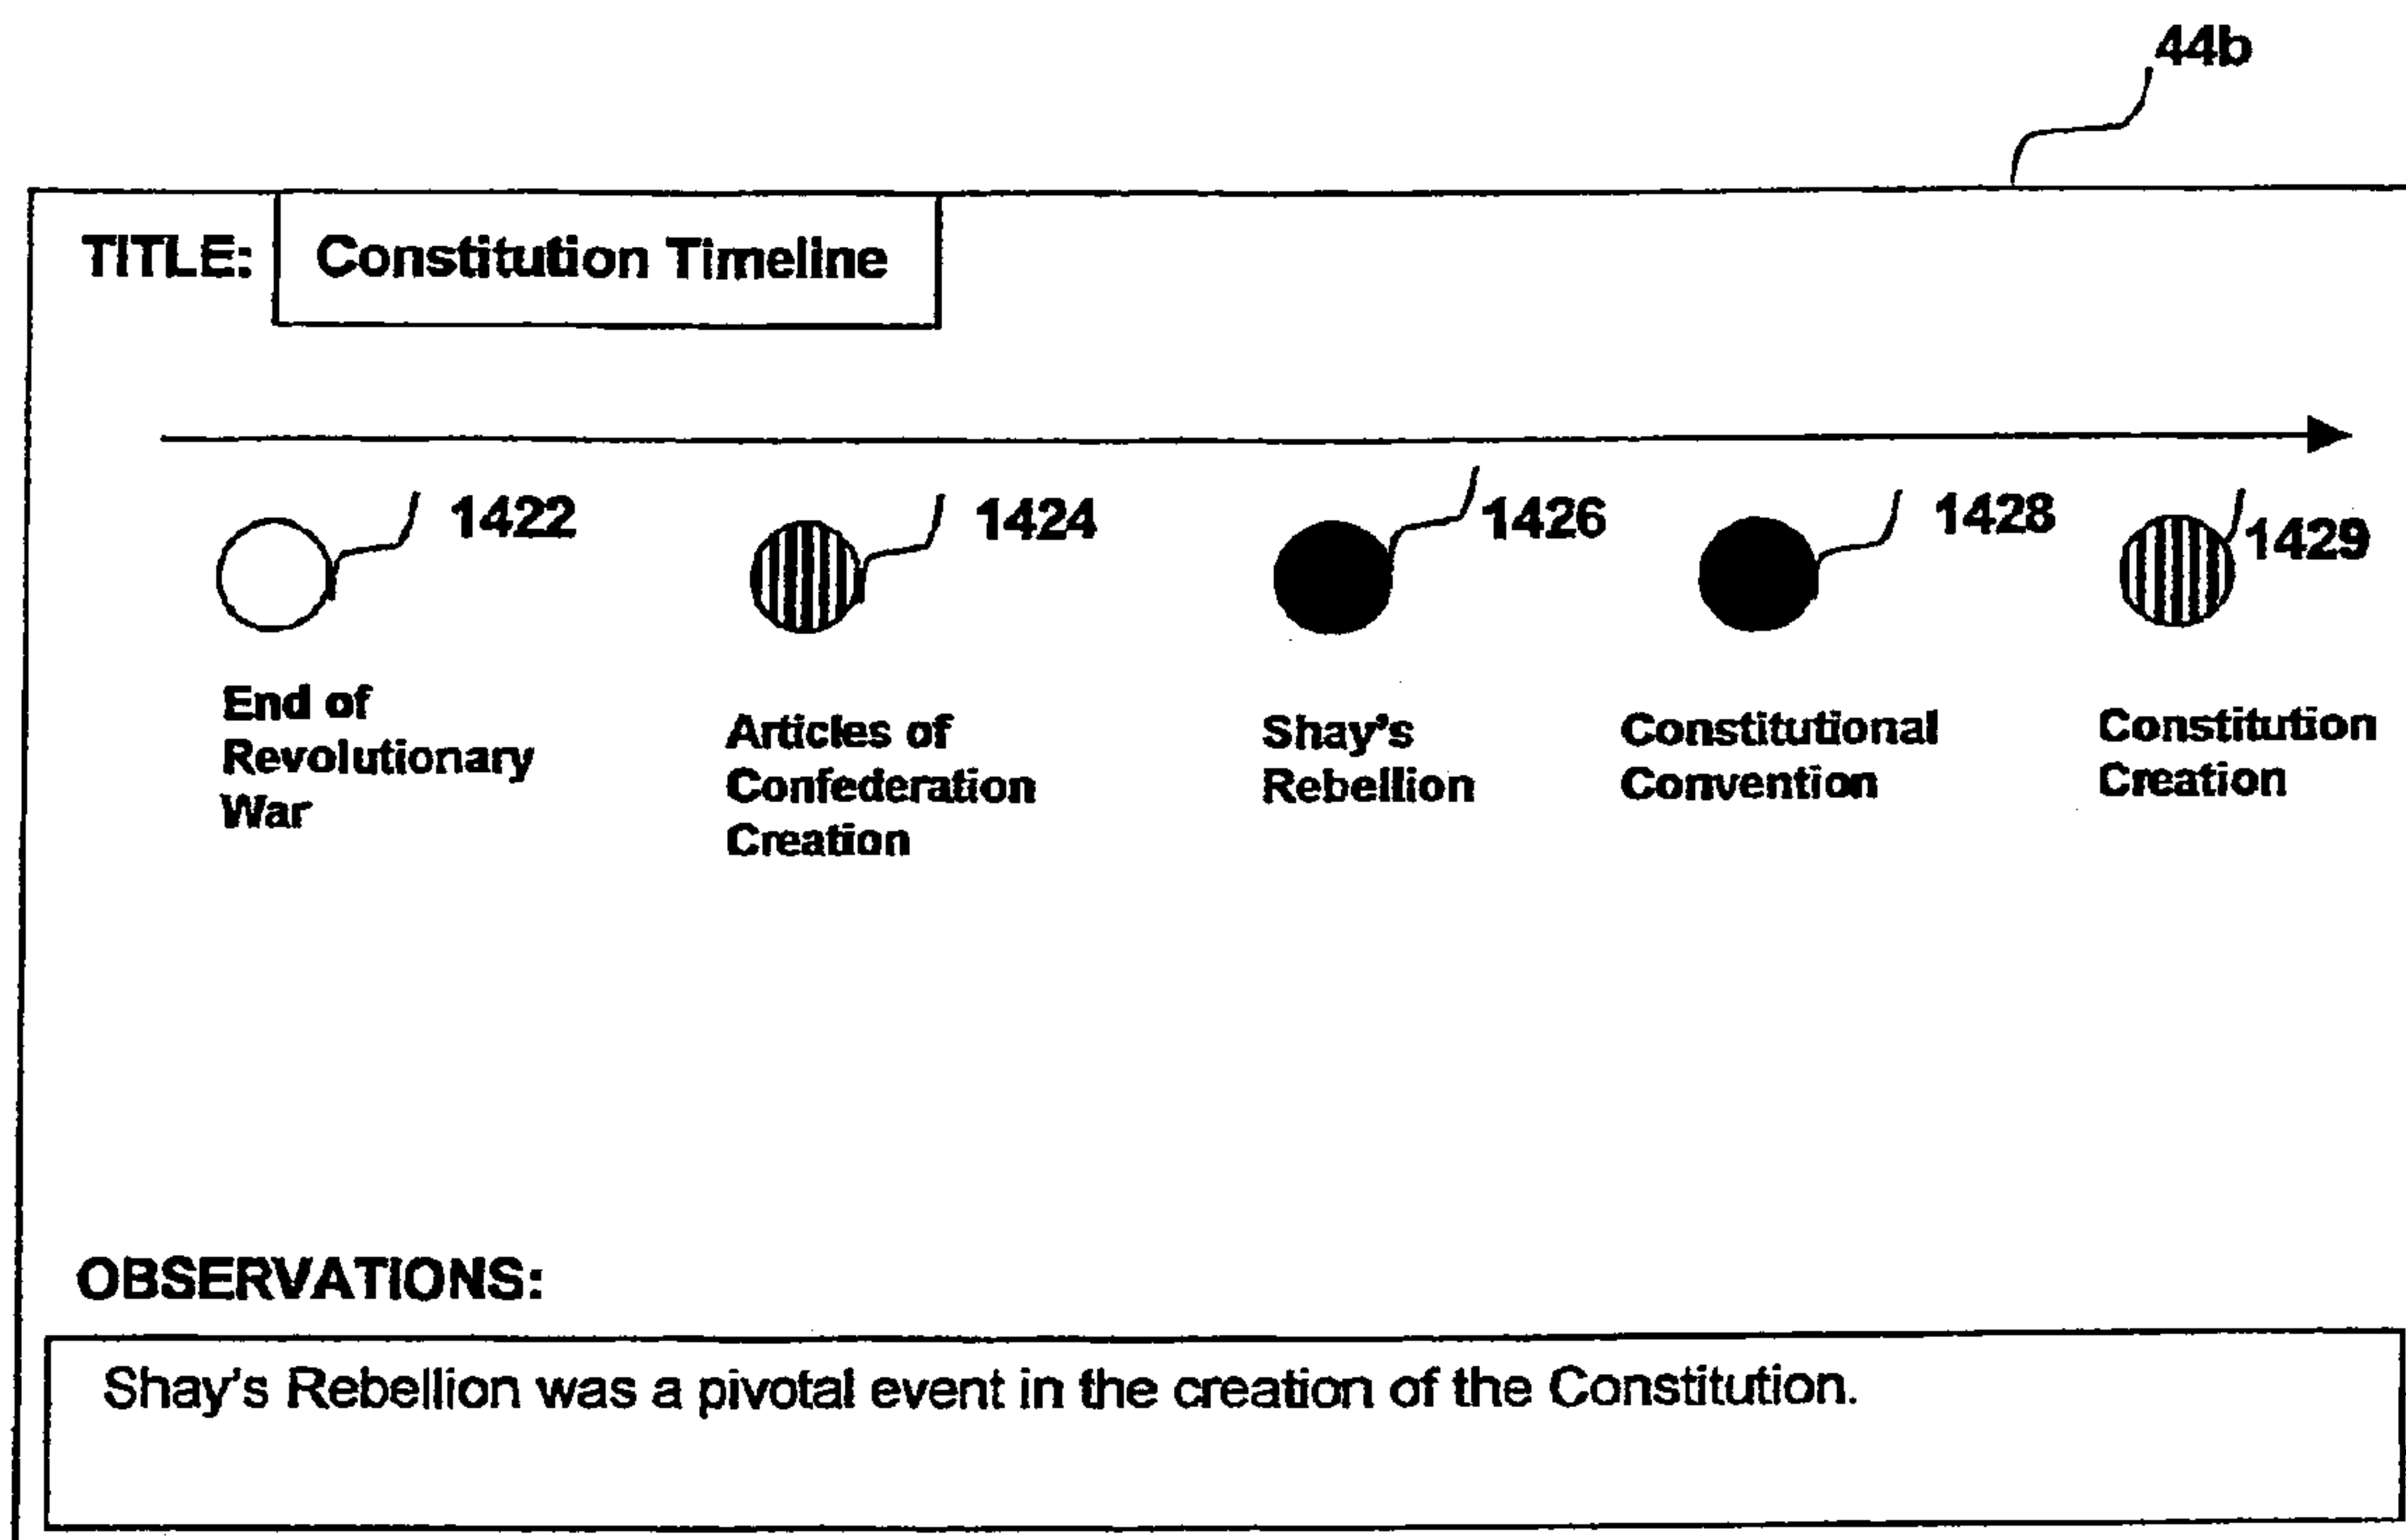 44b
TITLE: Constitution Timeline
1422 1424 1426 1428 1429
End of
Revolutionary
War
Articles of
Confederation
Creation
Shay's
Rebellion
Constitutional
Convention
Constitution
Creation
OBSERVATIONS:
Shay's Rebellion was a pivotal event in the creation of the Constitution.